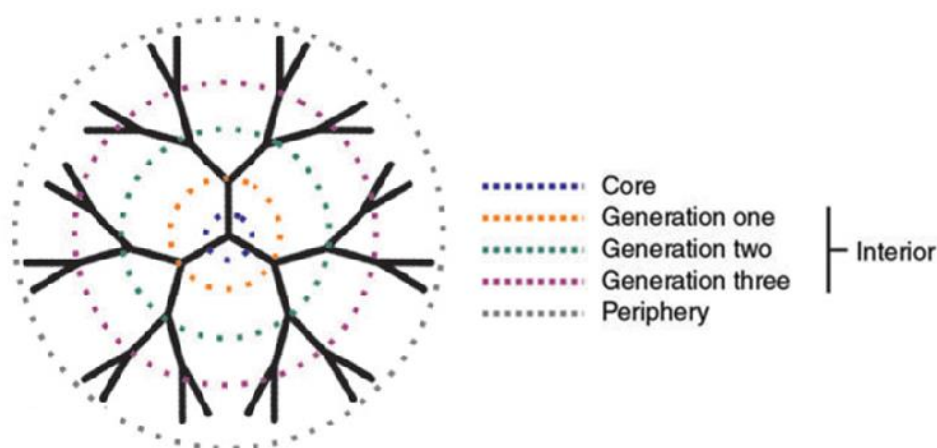 Core
Generation one
Generation two
Generation three
Periphery
Interior